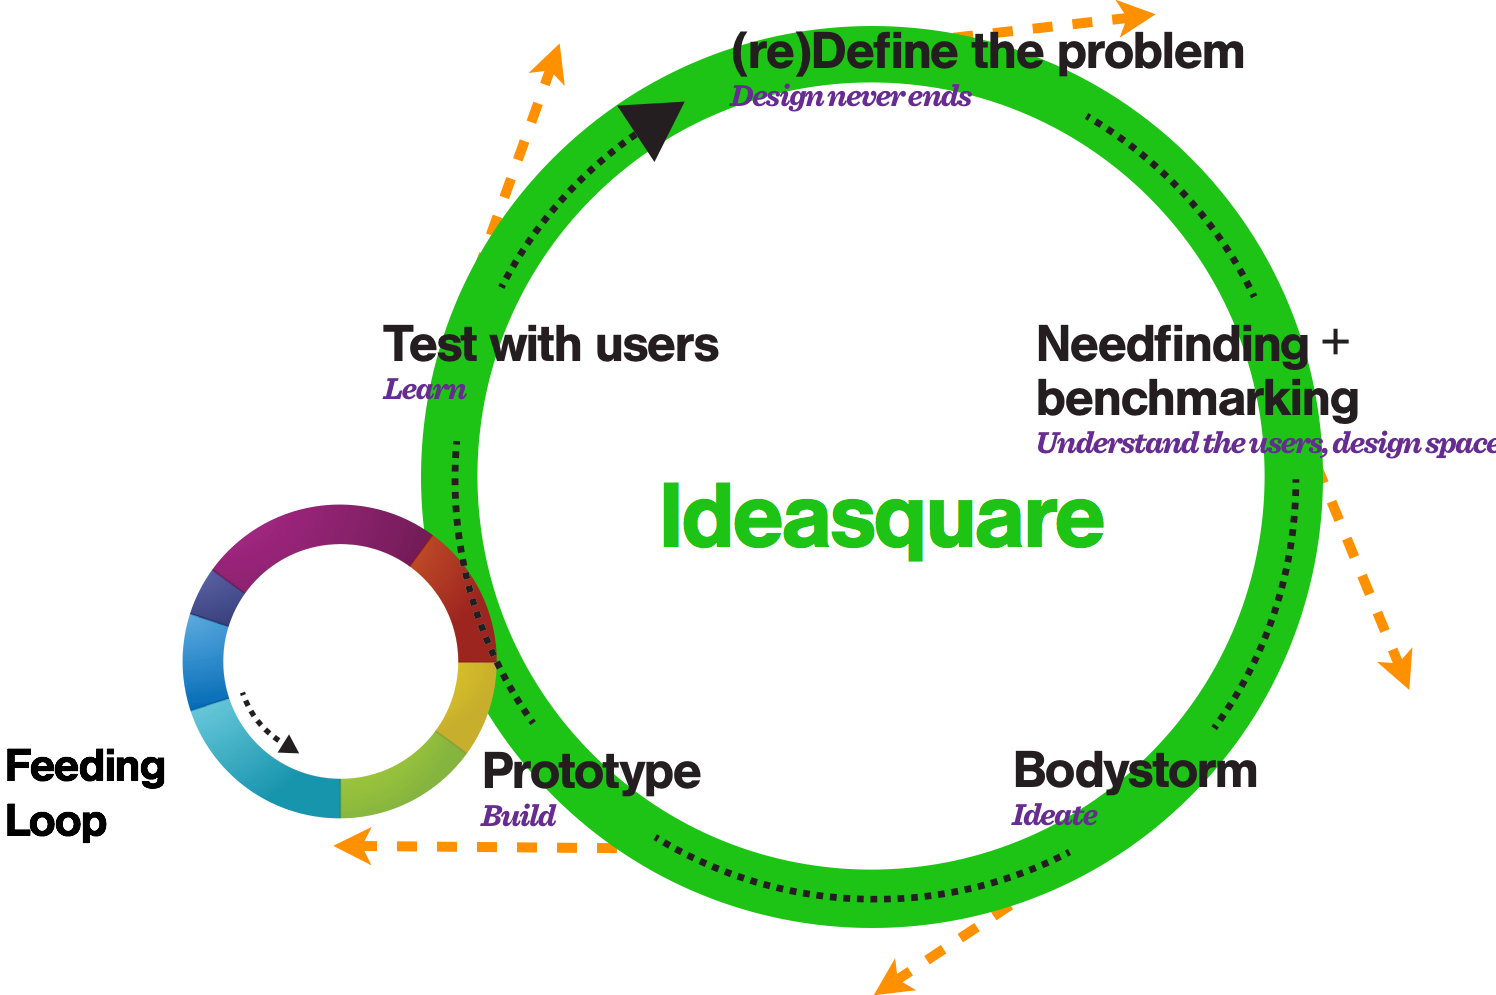 (re)Define the problem
Design never ends
Test with users
Learn
Needfinding +
benchmarking
Understand the users, design space
Ideasquare
Feeding
Loop
Prototype
Build
Bodystorm
Ideate